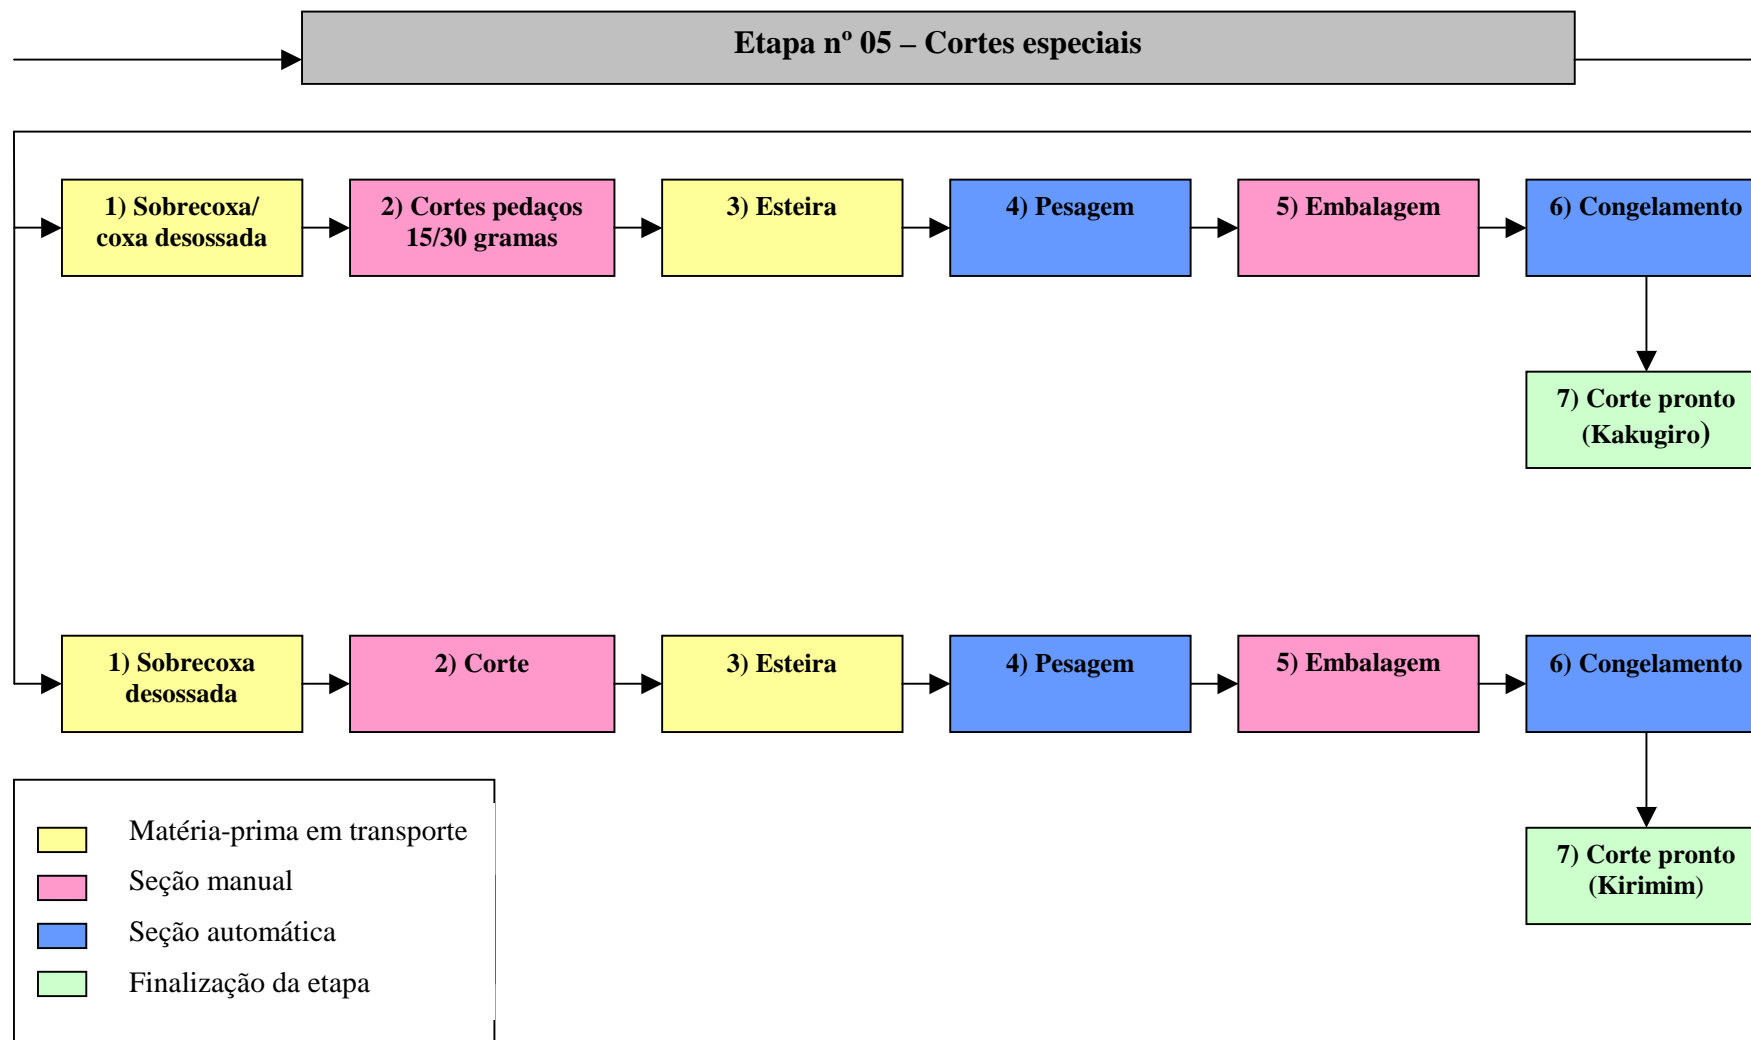 Etapa nº 05 – Cortes especiais
1) Sobrecoxa/
coxa desossada
2) Cortes pedaços
15/30 gramas
3) Esteira
4) Pesagem
5) Embalagem
6) Congelamento
7) Corte pronto
(Kakugiro)
1) Sobrecoxa
desossada
2) Corte
3) Esteira
4) Pesagem
5) Embalagem
6) Congelamento
7) Corte pronto
(Kirimim)
Matéria-prima em transporte
Seção manual
Seção automática
Finalização da etapa